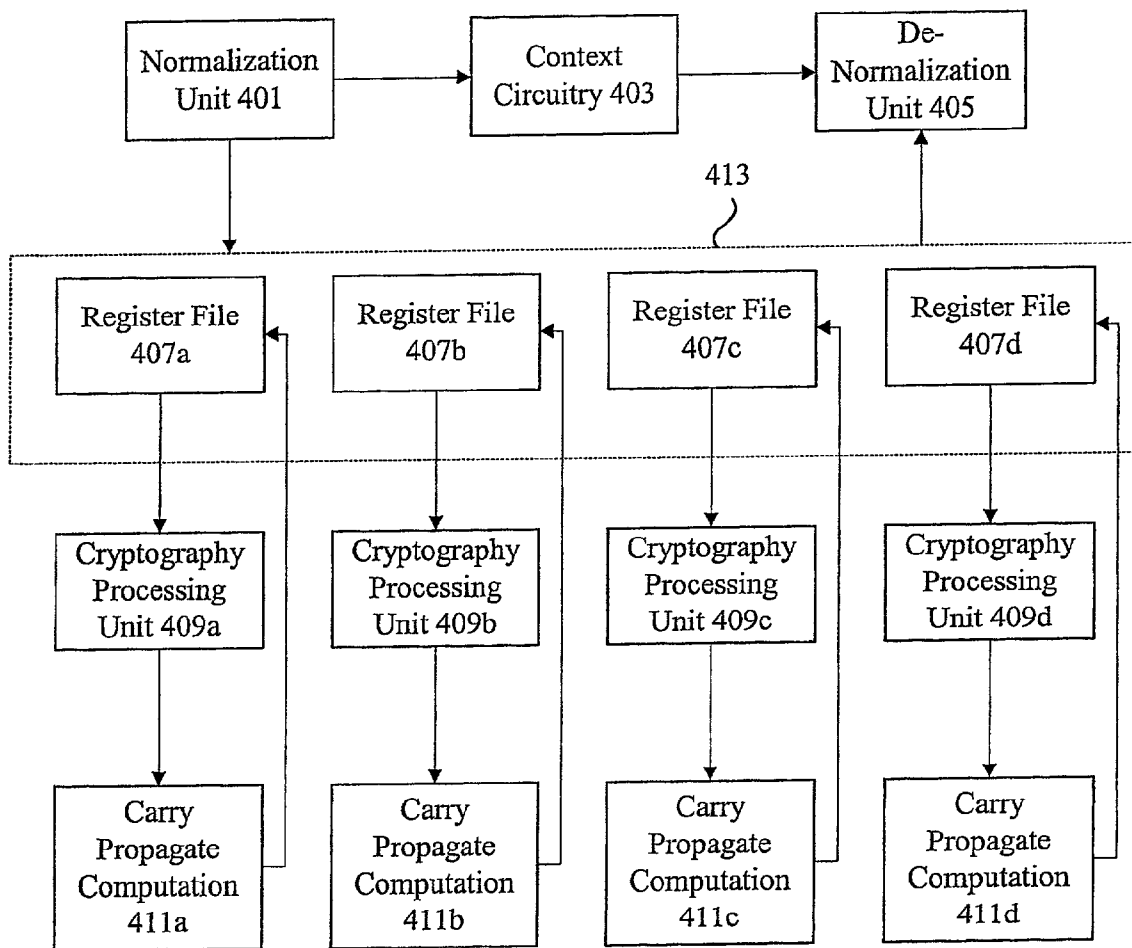 Normalization
Unit 401
Context
Circuitry 403
De-
Normalization
Unit 405
413
Register File
407a
Register File
407b
Register File
407c
Register File
407d
Cryptography
Processing
Unit 409a
Cryptography
Processing
Unit 409b
Cryptography
Processing
Unit 409c
Cryptography
Processing
Unit 409d
Carry
Propagate
Computation
411a
Carry
Propagate
Computation
411b
Carry
Propagate
Computation
411c
Carry
Propagate
Computation
411d